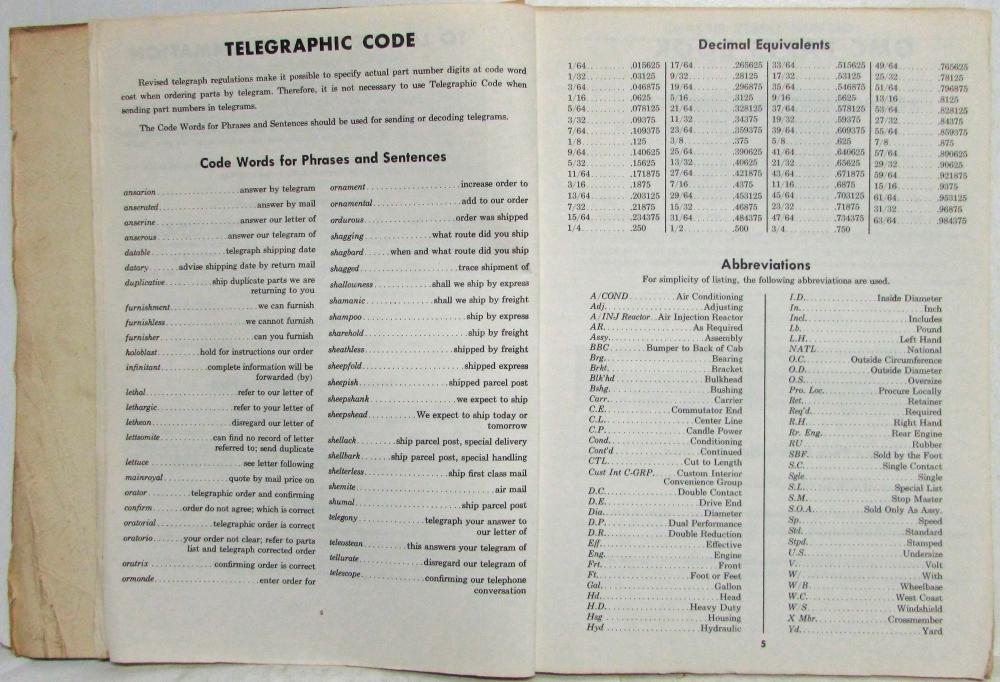 TELEGRAPHIC CODE
Revised telegraph regulations make it possible to specify actual part number digits at code word
cost when ordering parts by telegram. Therefore, it is not necessary to use Telegraphic Code when
sending part numbers in telegrams.
The Code Words for Phrases and Sentences should be used for sending or decoding telegrams.
Code Words for Phrases and Sentences
ansarion answer by telegram
anserated answer by mail
anserine answer our letter of
anserous answer our telegram of
datable telegraph shipping date
datary advise shipping date by return mail
duplicative ship duplicate parts we are
returning to you
furnishment we can furnish
furnishless we cannot furnish
furnisher can you furnish
holoblast hold for instructions our order
infinitant complete information will be
forwarded (by)
lethal refer to our letter of
lethargic refer to your letter of
lethean disregard our letter of
lettsomite can find no record of letter
referred to; send duplicate
lettuce see letter following
mainroyal quote by mail price on
orator telegraphic order and confirming
confirm order do not agree; which is correct
oratorial telegraphic order is correct
oratorio your order not clear; refer to parts
list and telegraph corrected order
oratrix confirming order is correct
ormonde enter order for
ornament increase order to
ornamental add to our order
ordurous order was shipped
shagging what route did you ship
shagbard when and what route did you ship
shagged trace shipment of
shallowness shall we ship by express
shamanic shall we ship by freight
shampoo ship by express
sharehold ship by freight
sheathless shipped by freight
sheepfold shipped express
sheepish shipped parcel post
sheepshank we expect to ship
sheepshead We expect to ship today or
tomorrow
shellack ship parcel post, special delivery
shellbark ship parcel post, special handling
shelterless ship first class mail
shemite air mail
shumal ship parcel post
telegony telegraph your answer to
our letter of
teleostean this answers your telegram of
tellurate disregard our telegram of
telescope confirming our telephone
conversation
Decimal Equivalents
1/64 .015625
1/32 .03125
3/64 .046875
1/16 .0625
5/64 .078125
3/32 .09375
7/64 .109375
1/8 .125
9/64 .140625
5/32 .15625
11/64 .171875
3/16 .1875
13/64 .203125
7/32 .21875
15/64 .234375
1/4 .250
17/64 .265625
9/32 .28125
19/64 .296875
5/16 .3125
21/64 .328125
11/32 .34375
23/64 .359375
3/8 .375
25/64 .390625
13/32 .40625
27/64 .421875
7/16 .4375
29/64 .453125
15/32 .46875
31/64 .484375
1/2 .500
33/64 .515625
17/32 .53125
35/64 .546875
9/16 .5625
37/64 .578125
19/32 .59375
39/64 .609375
5/8 .625
41/64 .640625
21/32 .65625
43/64 .671875
11/16 .6875
45/64 .703125
23/32 .71875
47/64 .734375
3/4 .750
49/64 .765625
25/32 .78125
51/64 .796875
13/16 .8125
53/64 .828125
27/32 .84375
55/64 .859375
7/8 .875
57/64 .890625
29/32 .90625
59/64 .921875
15/16 .9375
61/64 .953125
31/32 .96875
63/64 .984375
Abbreviations
For simplicity of listing, the following abbreviations are used.
A/COND Air Conditioning
Adj. Adjusting
A/INJ Reactor Air Injection Reactor
AR. As Required
Assy. Assembly
BBC Bumper to Back of Cab
Brg. Bearing
Brkt. Bracket
Blk'hd Bulkhead
Bshg. Bushing
Carr. Carrier
C.E. Commutator End
C.L. Center Line
C.P. Candle Power
Cond. Conditioning
Cont'd Continued
CTL. Cut to Length
Cust Int C-GRP. Custom Interior
Convenience Group
D.C. Double Contact
D.E. Drive End
Dia. Diameter
D.P. Dual Performance
D.R. Double Reduction
Eff. Effective
Eng. Engine
Frt. Front
Ft. Foot or Feet
Gal. Gallon
Hd. Head
H.D. Heavy Duty
Hsg Housing
Hyd Hydraulic
I.D. Inside Diameter
In. Inch
Incl. Includes
Lb. Pound
L.H. Left Hand
NATL National
O.C. Outside Circumference
O.D. Outside Diameter
O.S. Oversize
Pro. Loc. Procure Locally
Ret. Retainer
Req'd. Required
R.H. Right Hand
Rr. Eng. Rear Engine
RU Rubber
SBF Sold by the Foot
S.C. Single Contact
Sgle Single
S.L. Special List
S.M. Stop Master
S.O.A. Sold Only As Assy.
Sp. Speed
Std. Standard
Stpd. Stamped
U.S. Undersize
V. Volt
W/ With
W/B Wheelbase
W.C. West Coast
W/S Windshield
X Mbr. Crossmember
Yd. Yard
5